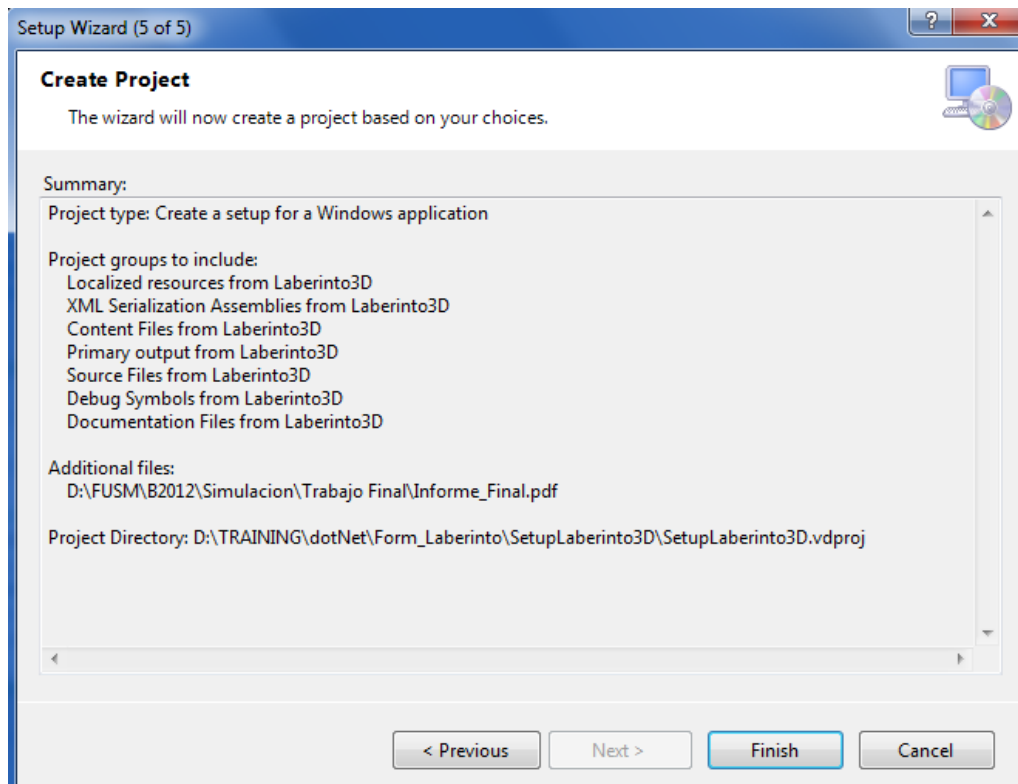 Setup Wizard (5 of 5)
Create Project
The wizard will now create a project based on your choices.
Summary:
Project type: Create a setup for a Windows application
Project groups to include:
Localized resources from Laberinto3D
XML Serialization Assemblies from Laberinto3D
Content Files from Laberinto3D
Primary output from Laberinto3D
Source Files from Laberinto3D
Debug Symbols from Laberinto3D
Documentation Files from Laberinto3D
Additional files:
D:\FUSM\B2012\Simulacion\Trabajo Final\Informe_Final.pdf
Project Directory: D:\TRAINING\dotNet\Form_Laberinto\SetupLaberinto3D\SetupLaberinto3D.vdproj
< Previous Next > Finish Cancel